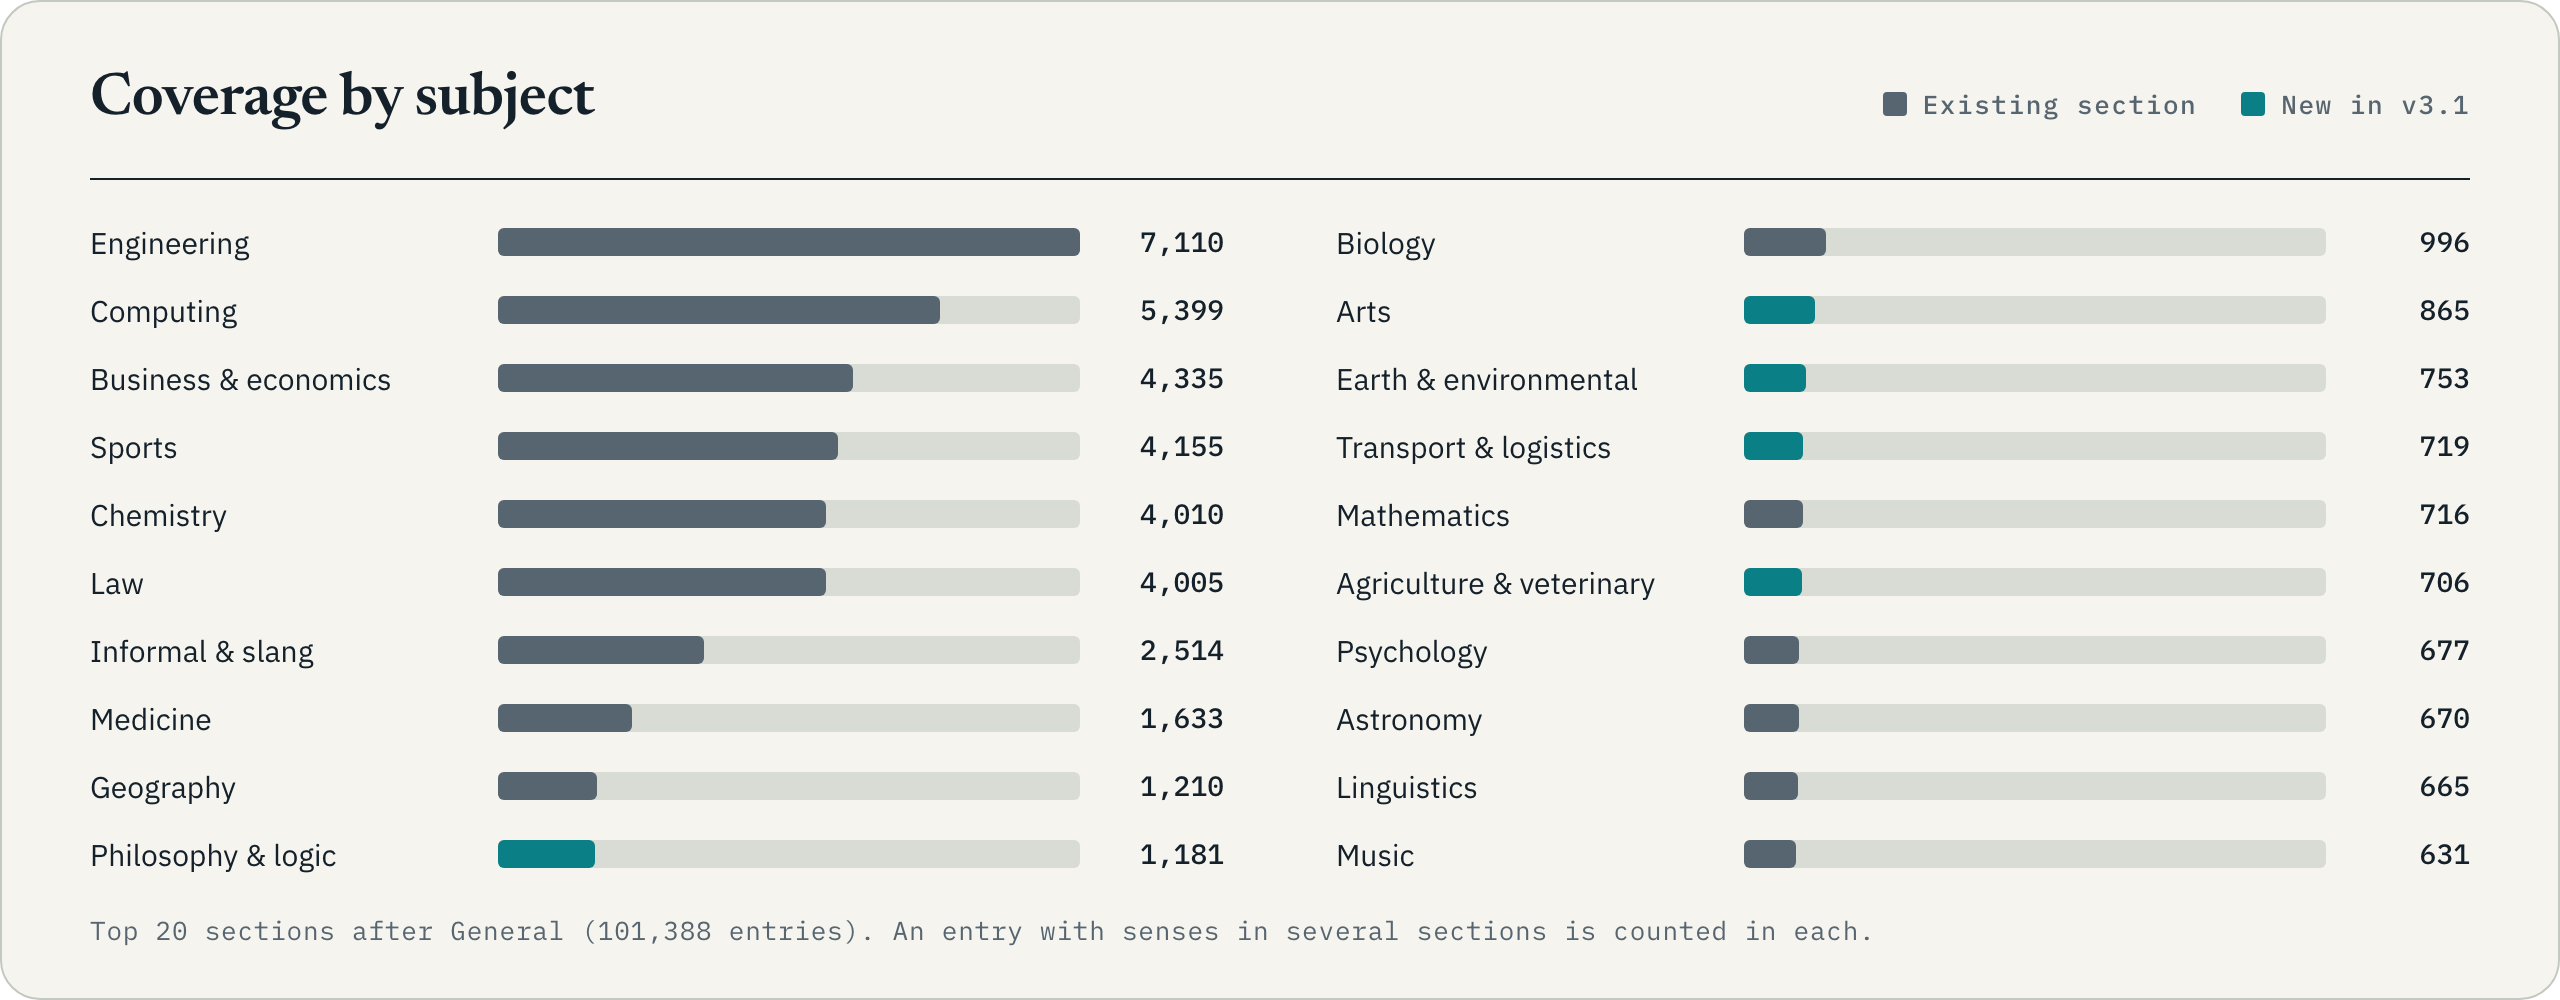 Coverage by subject
Existing section
New in v3.1
Engineering 7,110
Computing 5,399
Business & economics 4,335
Sports 4,155
Chemistry 4,010
Law 4,005
Informal & slang 2,514
Medicine 1,633
Geography 1,210
Philosophy & logic 1,181
Biology 996
Arts 865
Earth & environmental 753
Transport & logistics 719
Mathematics 716
Agriculture & veterinary 706
Psychology 677
Astronomy 670
Linguistics 665
Music 631
Top 20 sections after General (101,388 entries). An entry with senses in several sections is counted in each.